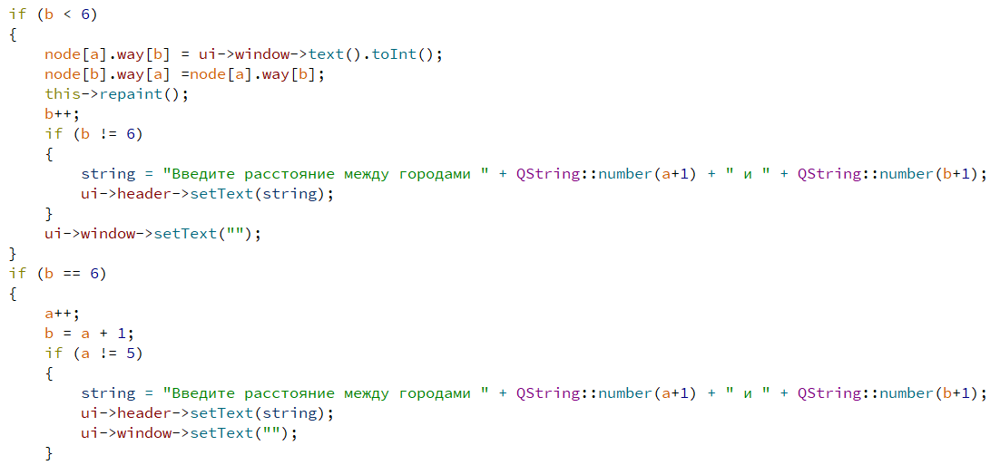 if (b < 6)
{
    node[a].way[b] = ui->window->text().toInt();
    node[b].way[a] =node[a].way[b];
    this->repaint();
    b++;
    if (b != 6)
    {
        string = "Введите расстояние между городами " + QString::number(a+1) + " и " + QString::number(b+1);
        ui->header->setText(string);
    }
    ui->window->setText("");
}
if (b == 6)
{
    a++;
    b = a + 1;
    if (a != 5)
    {
        string = "Введите расстояние между городами " + QString::number(a+1) + " и " + QString::number(b+1);
        ui->header->setText(string);
        ui->window->setText("");
    }